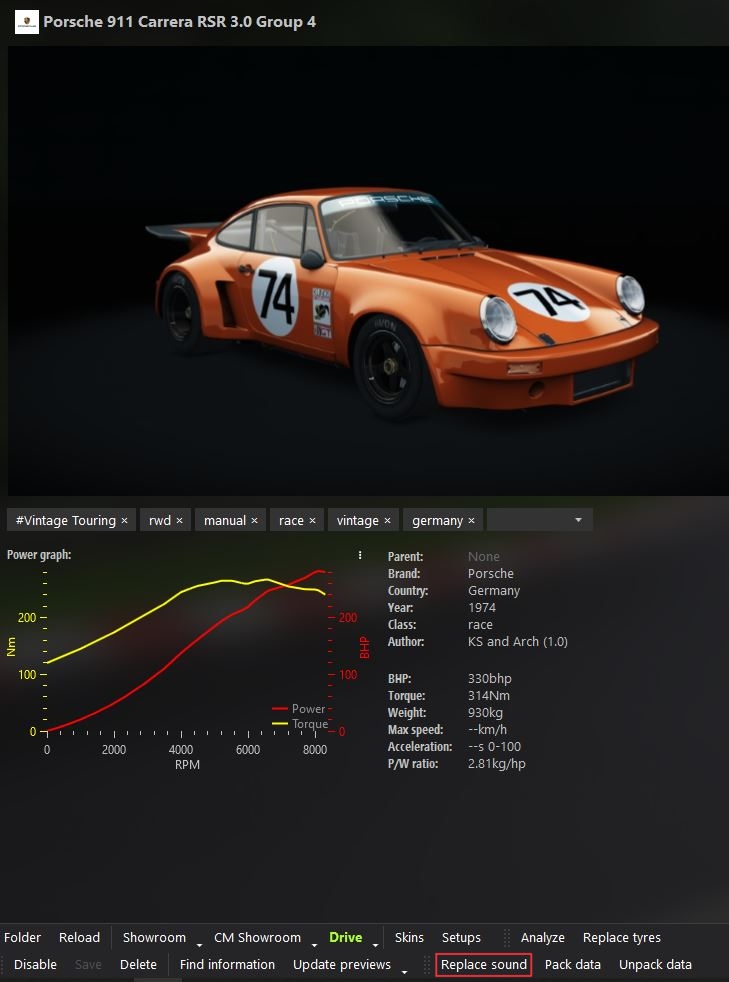 Porsche 911 Carrera RSR 3.0 Group 4
PORSCHE
74
74
AVON
#Vintage Touring × rwd × manual × race × vintage × germany ×
Power graph:
200 100 0
Nm
200 100 0
BHP
Power
Torque
0 2000 4000 6000 8000
RPM
Parent: None
Brand: Porsche
Country: Germany
Year: 1974
Class: race
Author: KS and Arch (1.0)
BHP: 330bhp
Torque: 314Nm
Weight: 930kg
Max speed: --km/h
Acceleration: --s 0-100
P/W ratio: 2.81kg/hp
Folder Reload Showroom CM Showroom Drive Skins Setups Analyze Replace tyres
Disable Save Delete Find information Update previews Replace sound Pack data Unpack data